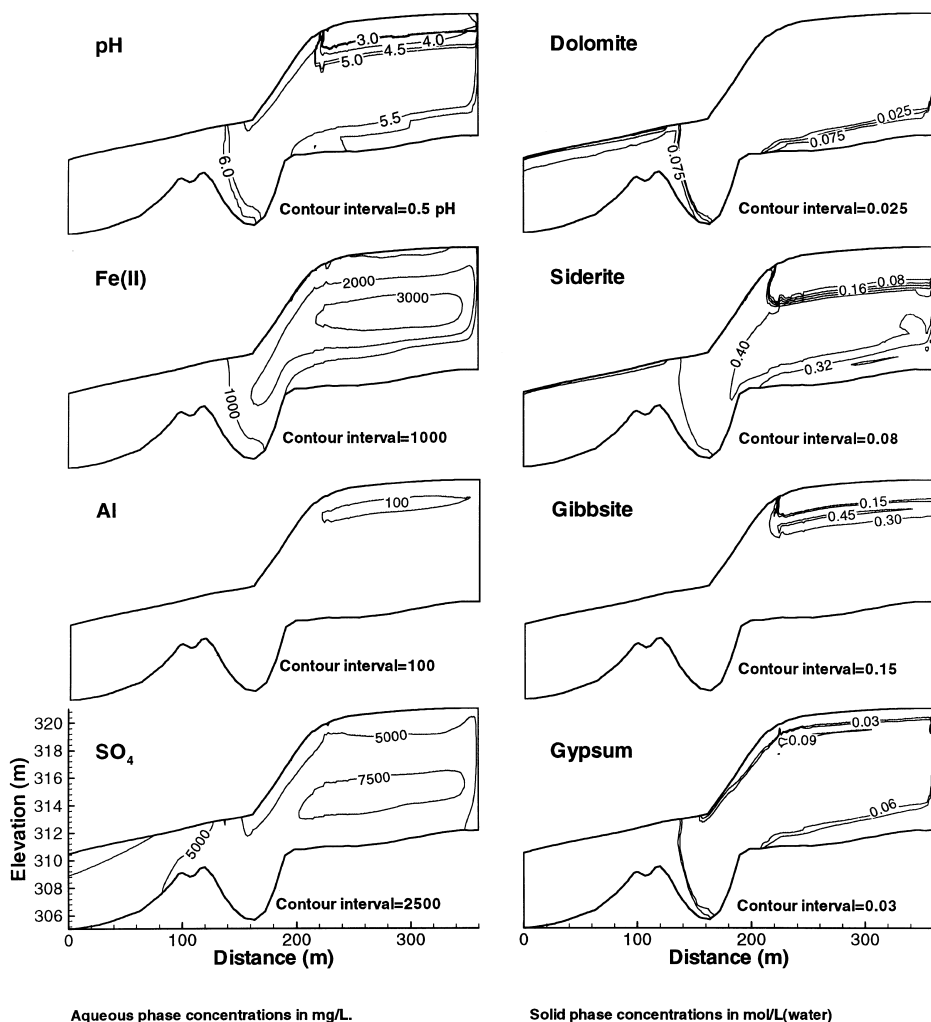 pH
3.0
4.0
4.5
5.0
5.5
6.0
Contour interval=0.5 pH
Dolomite
0.025
0.075
0.075
Contour interval=0.025
Fe(II)
2000
3000
1000
Contour interval=1000
Siderite
0.08
0.16
0.40
0.32
Contour interval=0.08
Al
100
Contour interval=100
Gibbsite
0.15
0.45
0.30
Contour interval=0.15
SO4
5000
7500
5000
Contour interval=2500
Elevation (m)
320
318
316
314
312
310
308
306
0 100 200 300
Distance (m)
Gypsum
0.03
0.09
0.06
Contour interval=0.03
0 100 200 300
Distance (m)
Aqueous phase concentrations in mg/L.
Solid phase concentrations in mol/L(water)